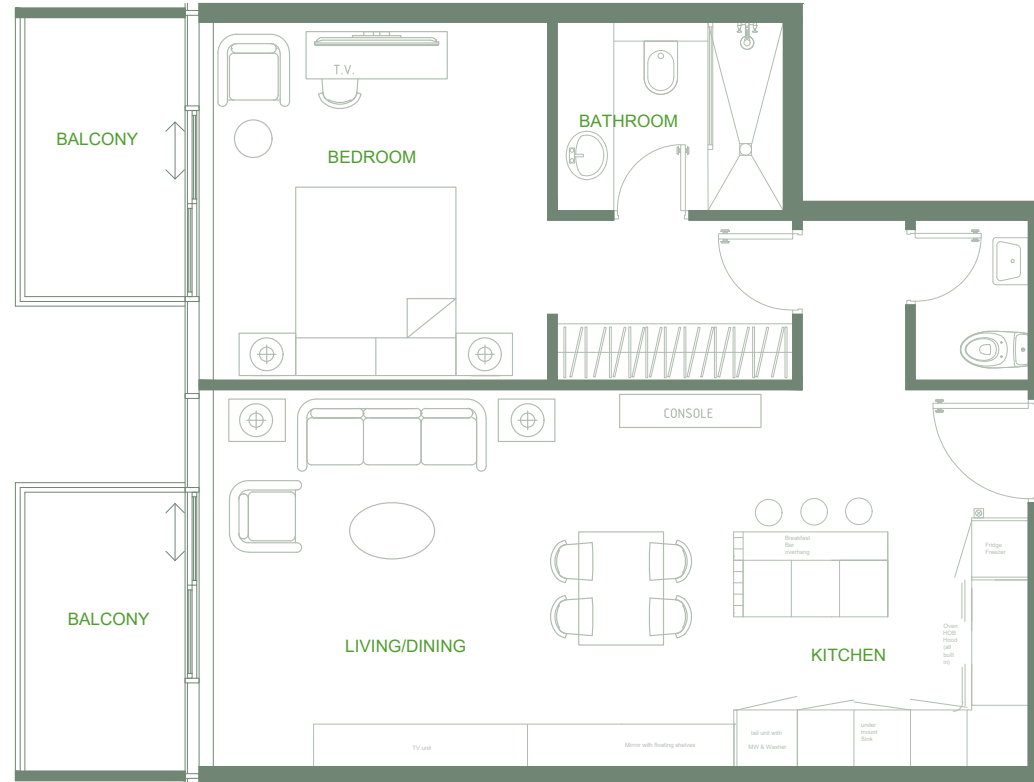 T.V.
BATHROOM
BALCONY
BEDROOM
CONSOLE
Breakfast
Bar
overhang
Fridge
Freezer
BALCONY
LIVING/DINING
KITCHEN
Oven
HOB
Hood
(all
built
in)
TV unit
Mirror with floating shelves
tall unit with
MW & Washer
under
mount
Sink